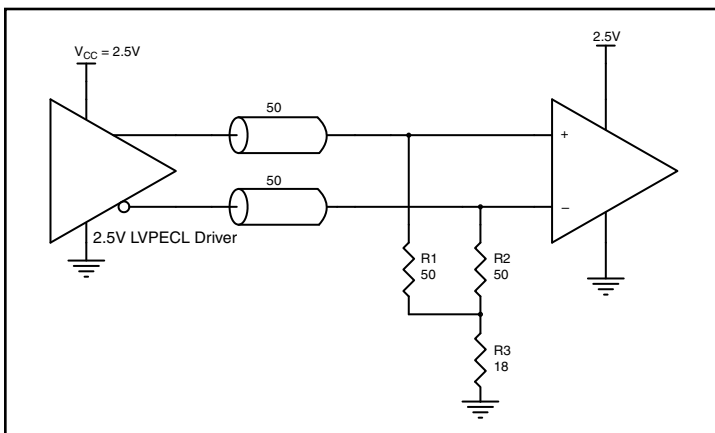 V_CC = 2.5V
2.5V
50
+
50
–
2.5V LVPECL Driver
R1
50
R2
50
R3
18